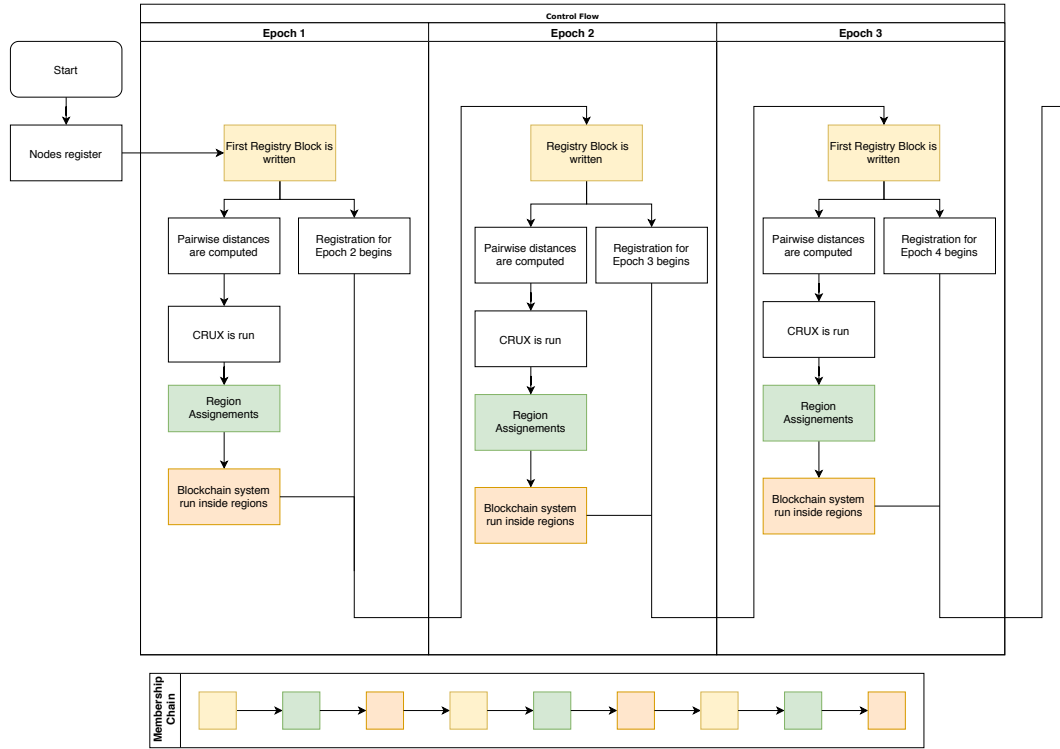 Control Flow
Epoch 1
Epoch 2
Epoch 3
Start
Nodes register
First Registry Block is
written
Pairwise distances
are computed
Registration for
Epoch 2 begins
CRUX is run
Region
Assignements
Blockchain system
run inside regions
Registry Block is
written
Pairwise distances
are computed
Registration for
Epoch 3 begins
CRUX is run
Region
Assignements
Blockchain system
run inside regions
First Registry Block is
written
Pairwise distances
are computed
Registration for
Epoch 4 begins
CRUX is run
Region
Assignements
Blockchain system
run inside regions
Membership
Chain